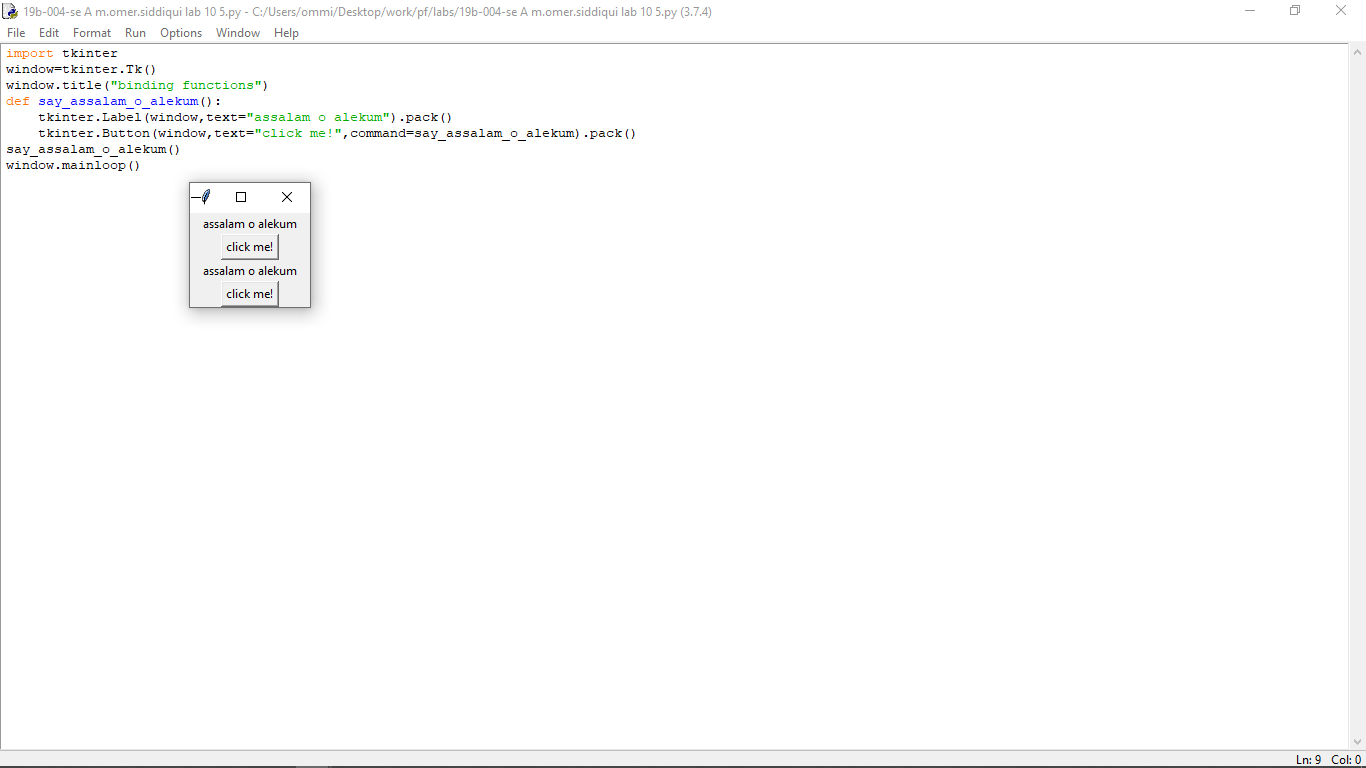 19b-004-se A m.omer.siddiqui lab 10 5.py - C:/Users/ommi/Desktop/work/pf/labs/19b-004-se A m.omer.siddiqui lab 10 5.py (3.7.4)
File Edit Format Run Options Window Help
import tkinter
window=tkinter.Tk()
window.title("binding functions")
def say_assalam_o_alekum():
    tkinter.Label(window,text="assalam o alekum").pack()
    tkinter.Button(window,text="click me!",command=say_assalam_o_alekum).pack()
say_assalam_o_alekum()
window.mainloop()
assalam o alekum
click me!
assalam o alekum
click me!
Ln: 9 Col: 0